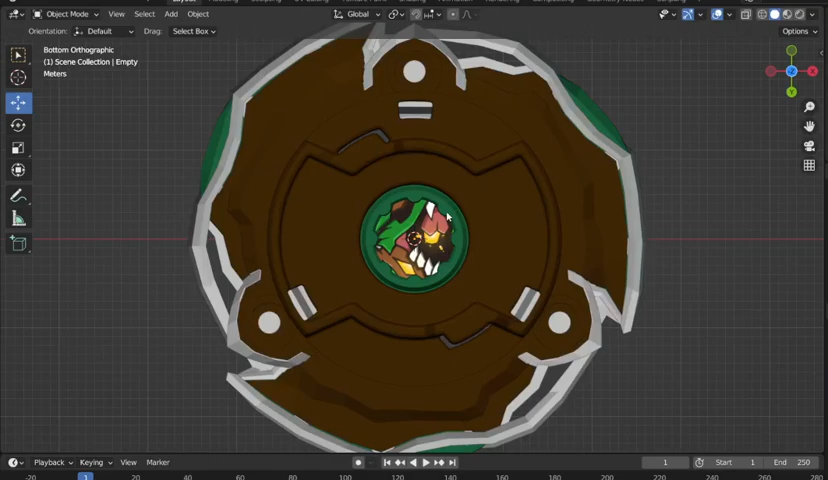 Layout
Object Mode View Select Add Object Global
Orientation: Default Drag: Select Box Options
Bottom Orthographic
(1) Scene Collection | Empty
Meters
X
Y
Z
Playback Keying View Marker 1 Start 1 End 250
-20 1 20 40 60 80 100 120 140 160 180 200 220 240 260 280